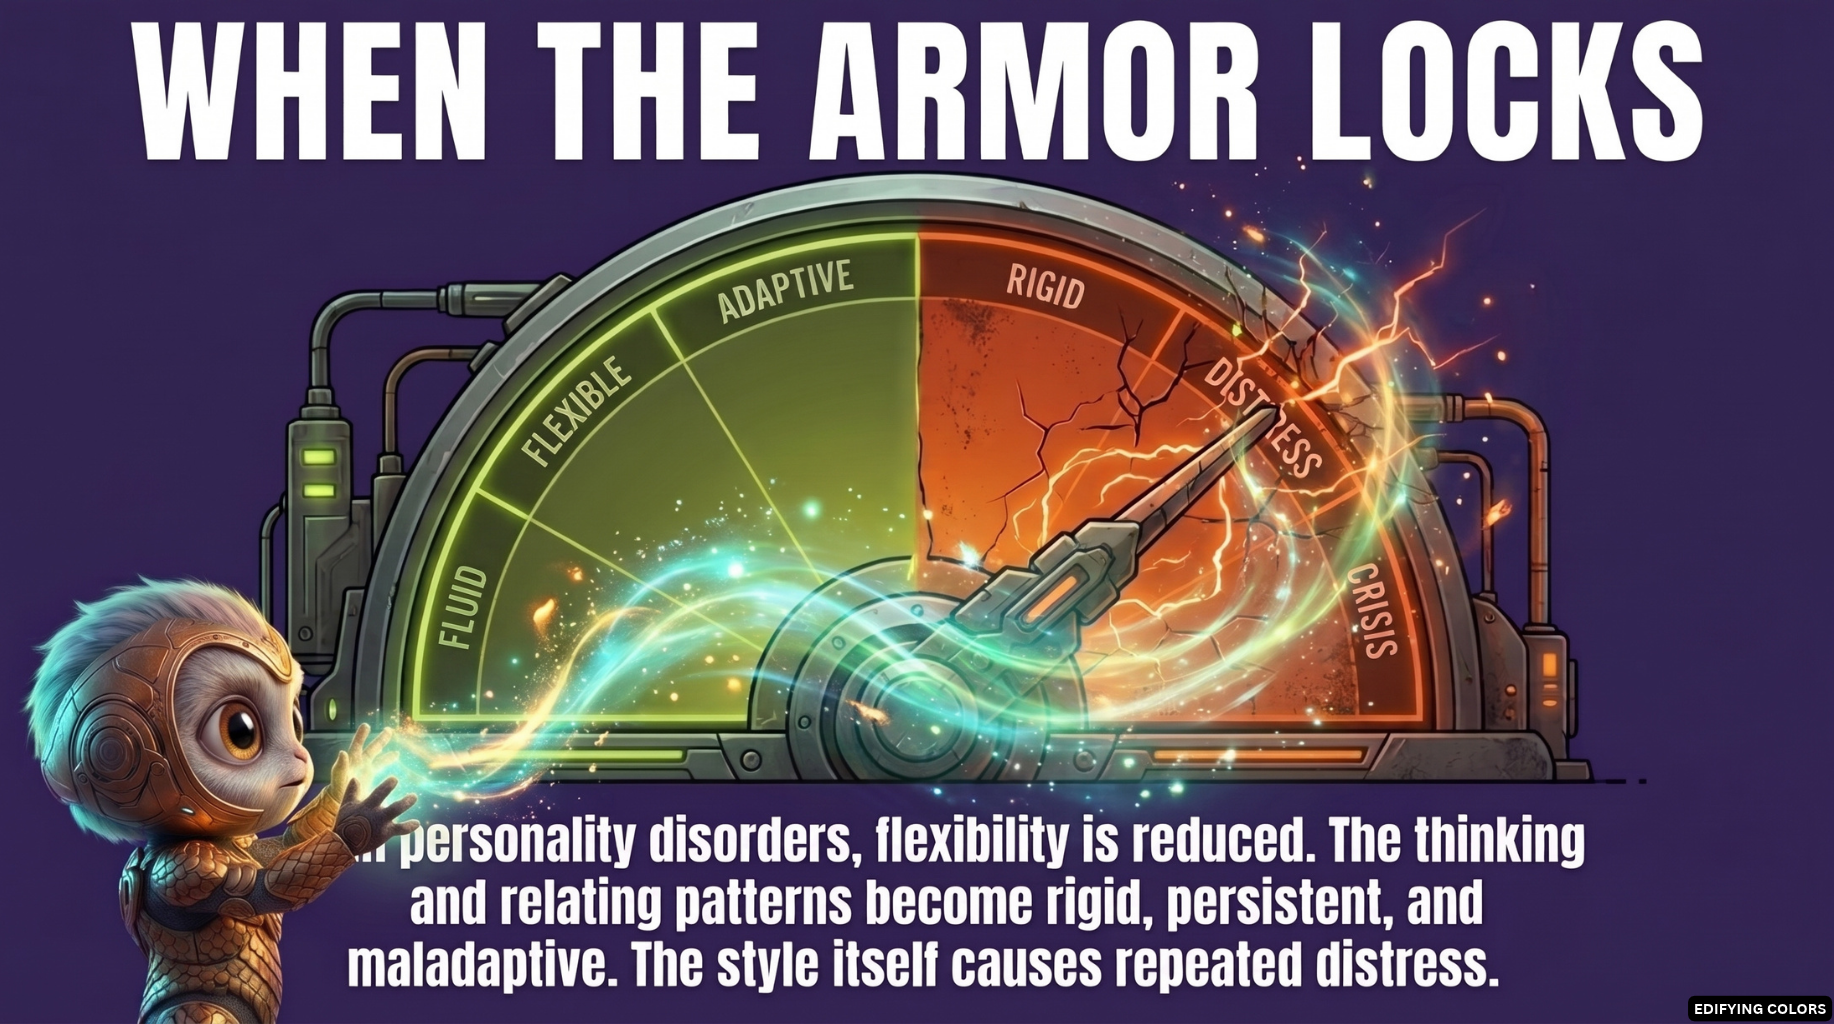 WHEN THE ARMOR LOCKS
FLUID
FLEXIBLE
ADAPTIVE
RIGID
DISTRESS
CRISIS
personality disorders, flexibility is reduced. The thinking
and relating patterns become rigid, persistent, and
maladaptive. The style itself causes repeated distress.
EDIFYING COLORS